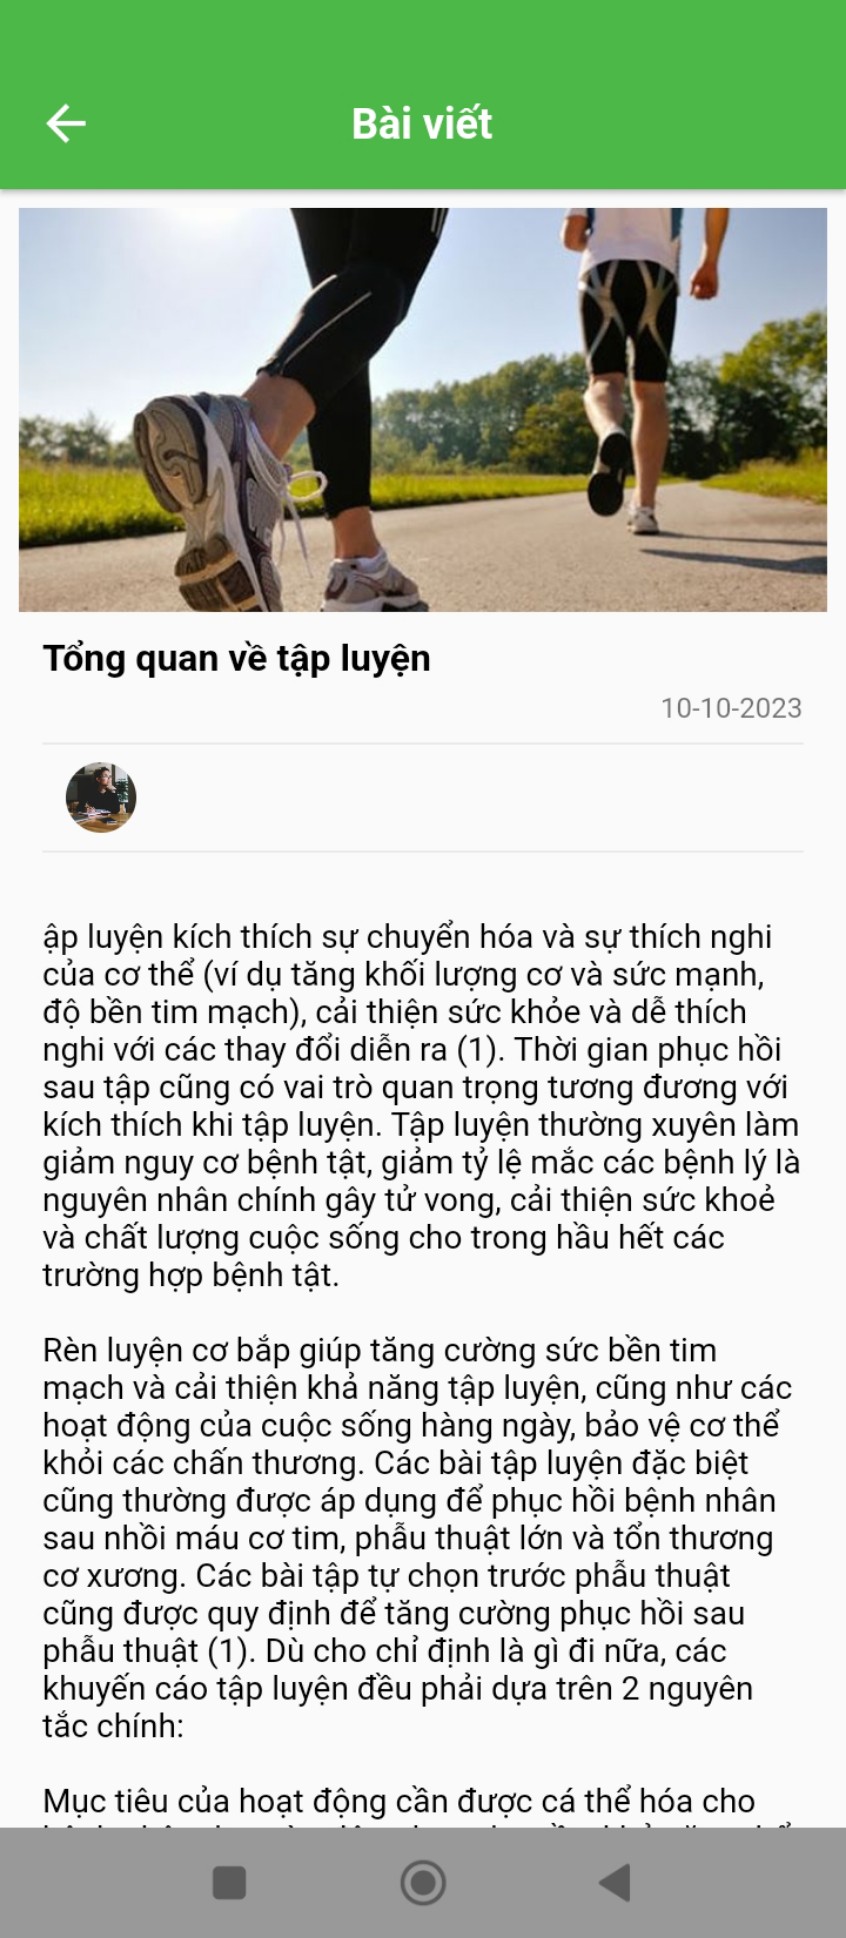 Bài viết
Tổng quan về tập luyện
10-10-2023
ập luyện kích thích sự chuyển hóa và sự thích nghi
của cơ thể (ví dụ tăng khối lượng cơ và sức mạnh,
độ bền tim mạch), cải thiện sức khỏe và dễ thích
nghi với các thay đổi diễn ra (1). Thời gian phục hồi
sau tập cũng có vai trò quan trọng tương đương với
kích thích khi tập luyện. Tập luyện thường xuyên làm
giảm nguy cơ bệnh tật, giảm tỷ lệ mắc các bệnh lý là
nguyên nhân chính gây tử vong, cải thiện sức khoẻ
và chất lượng cuộc sống cho trong hầu hết các
trường hợp bệnh tật.
Rèn luyện cơ bắp giúp tăng cường sức bền tim
mạch và cải thiện khả năng tập luyện, cũng như các
hoạt động của cuộc sống hàng ngày, bảo vệ cơ thể
khỏi các chấn thương. Các bài tập luyện đặc biệt
cũng thường được áp dụng để phục hồi bệnh nhân
sau nhồi máu cơ tim, phẫu thuật lớn và tổn thương
cơ xương. Các bài tập tự chọn trước phẫu thuật
cũng được quy định để tăng cường phục hồi sau
phẫu thuật (1). Dù cho chỉ định là gì đi nữa, các
khuyến cáo tập luyện đều phải dựa trên 2 nguyên
tắc chính:
Mục tiêu của hoạt động cần được cá thể hóa cho